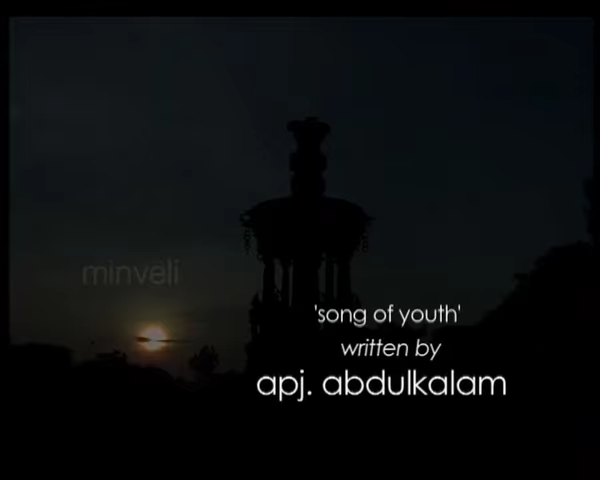 minveli
'song of youth'
written by
apj. abdulkalam